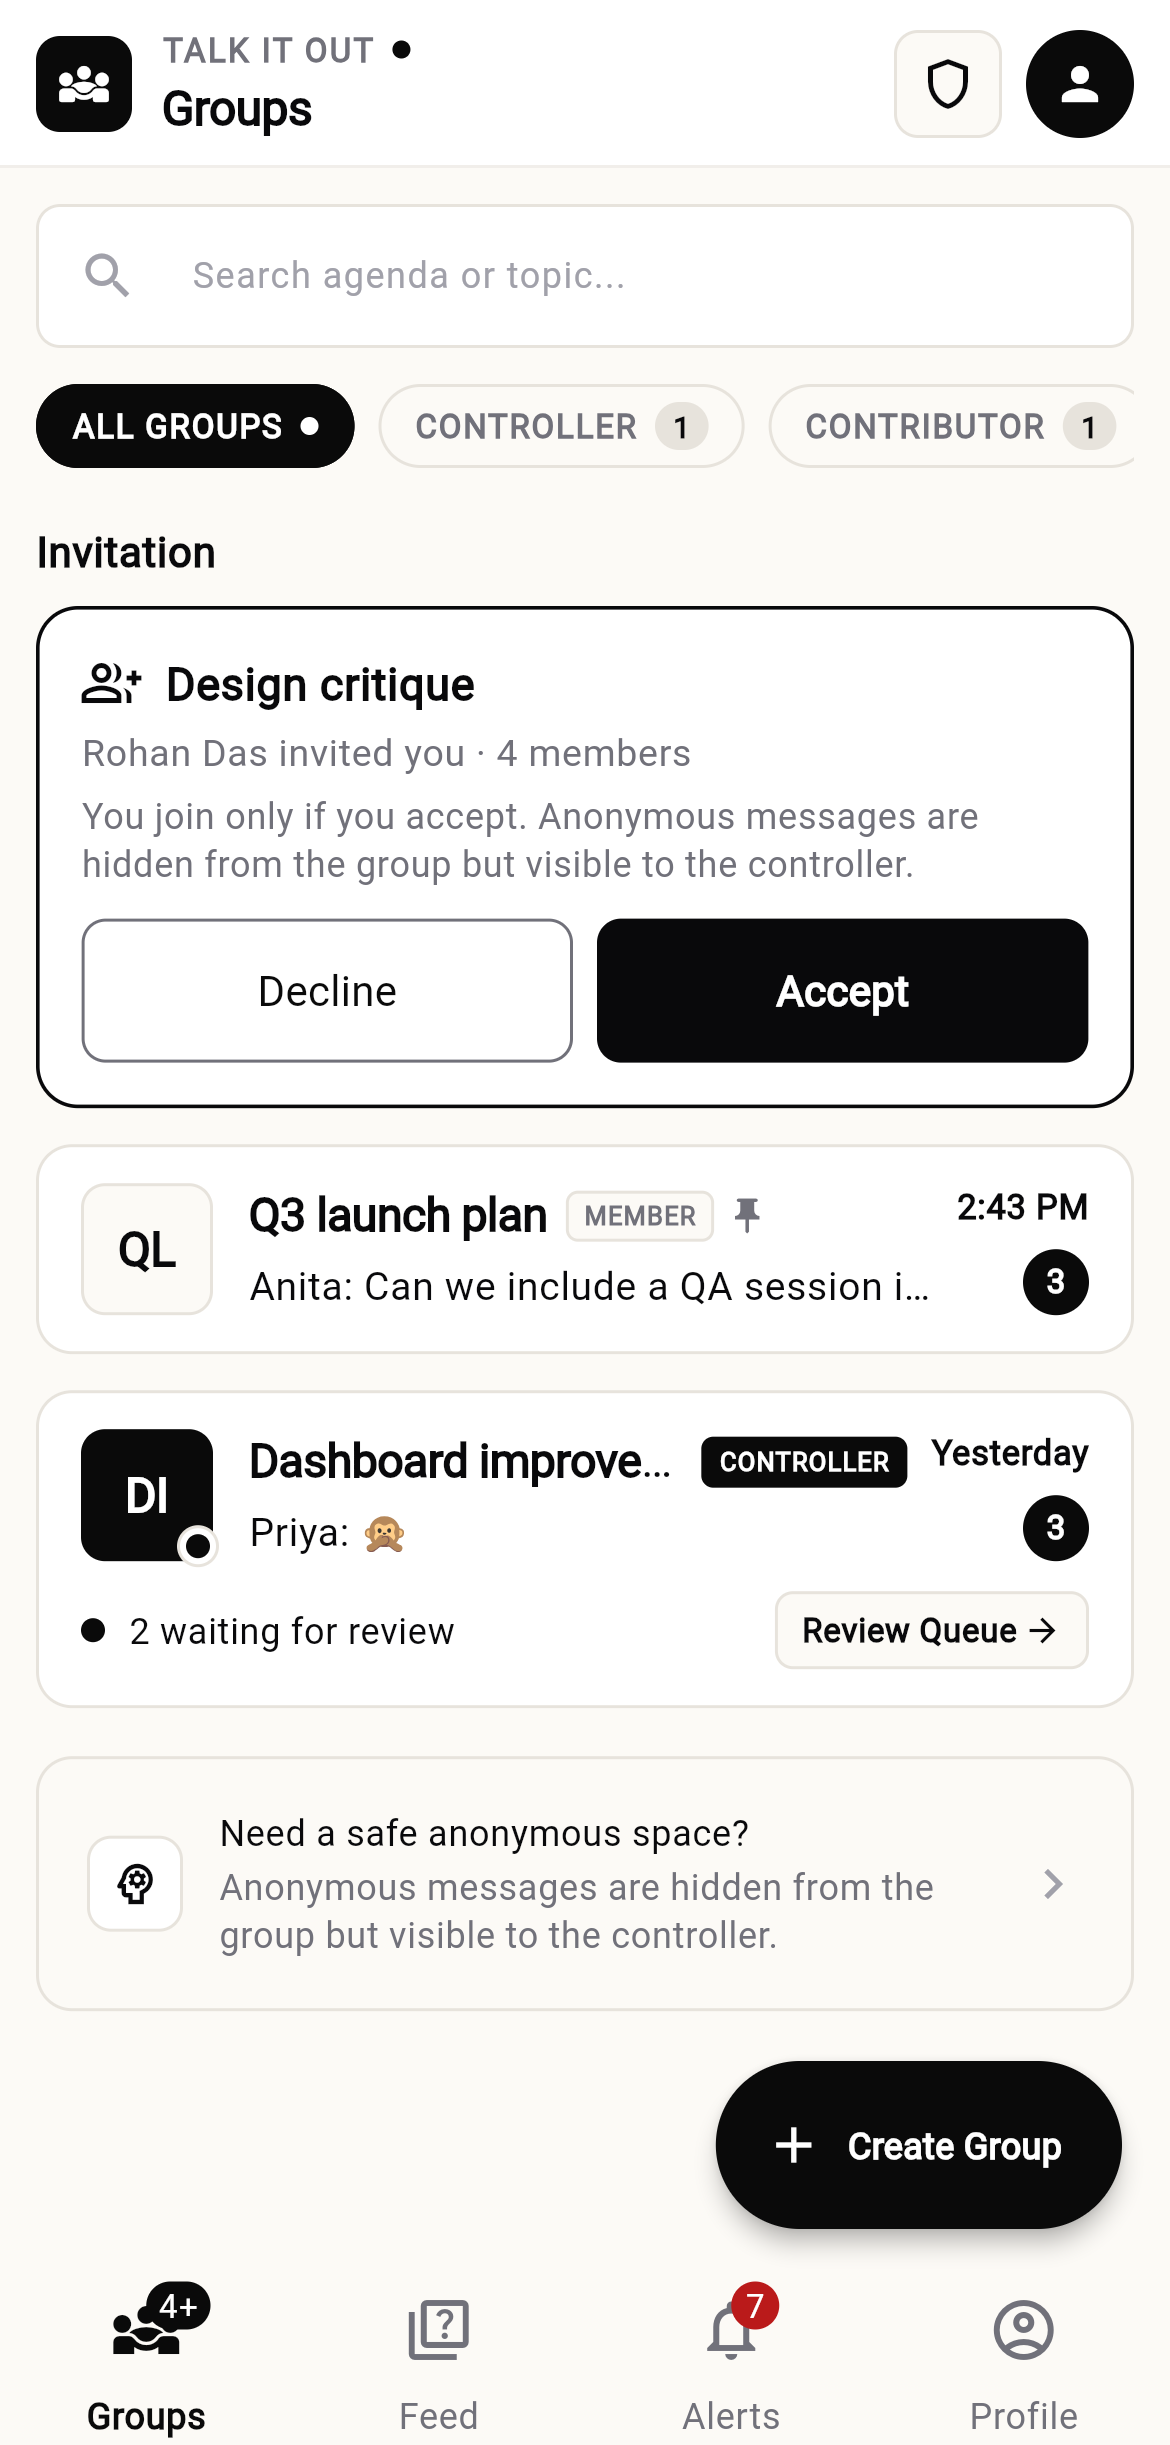 TALK IT OUT
Groups
Search agenda or topic...
ALL GROUPS
CONTROLLER 1
CONTRIBUTOR 1
Invitation
Design critique
Rohan Das invited you · 4 members
You join only if you accept. Anonymous messages are
hidden from the group but visible to the controller.
Decline
Accept
QL
Q3 launch plan
MEMBER
2:43 PM
Anita: Can we include a QA session i...
3
DI
Dashboard improve...
CONTROLLER
Yesterday
Priya: 🙊
3
2 waiting for review
Review Queue →
Need a safe anonymous space?
Anonymous messages are hidden from the
group but visible to the controller.
+ Create Group
4+
?
7
Groups
Feed
Alerts
Profile